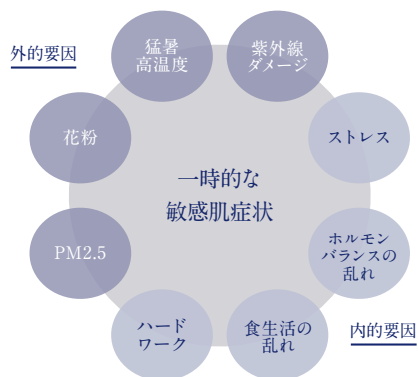 外的要因
猛暑
高温度
紫外線
ダメージ
花粉
ストレス
一時的な
敏感肌症状
PM2.5
ホルモン
バランスの
乱れ
ハード
ワーク
食生活の
乱れ
内的要因